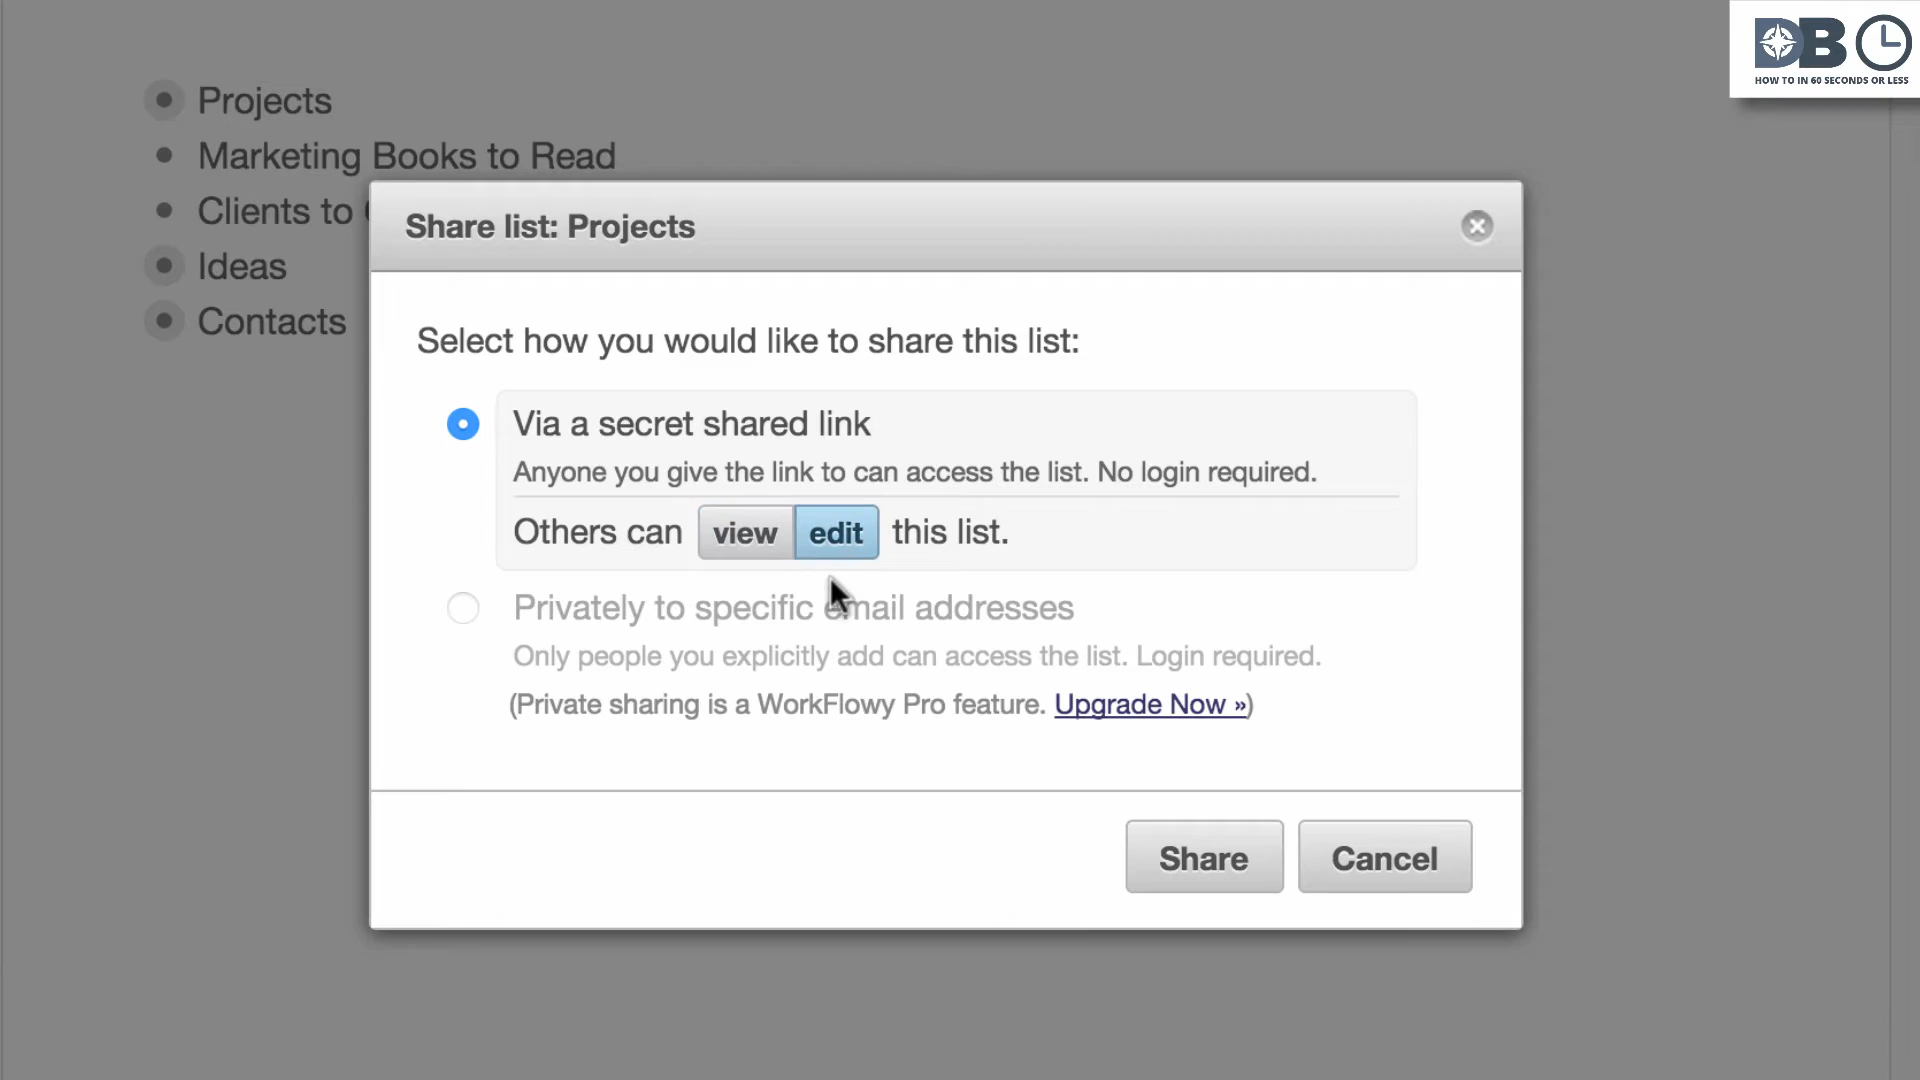 DB
HOW TO IN 60 SECONDS OR LESS
Projects
Marketing Books to Read
Clients to
Ideas
Contacts
Share list: Projects
Select how you would like to share this list:
Via a secret shared link
Anyone you give the link to can access the list. No login required.
Others can view edit this list.
Privately to specific email addresses
Only people you explicitly add can access the list. Login required.
(Private sharing is a WorkFlowy Pro feature. Upgrade Now »)
Share Cancel